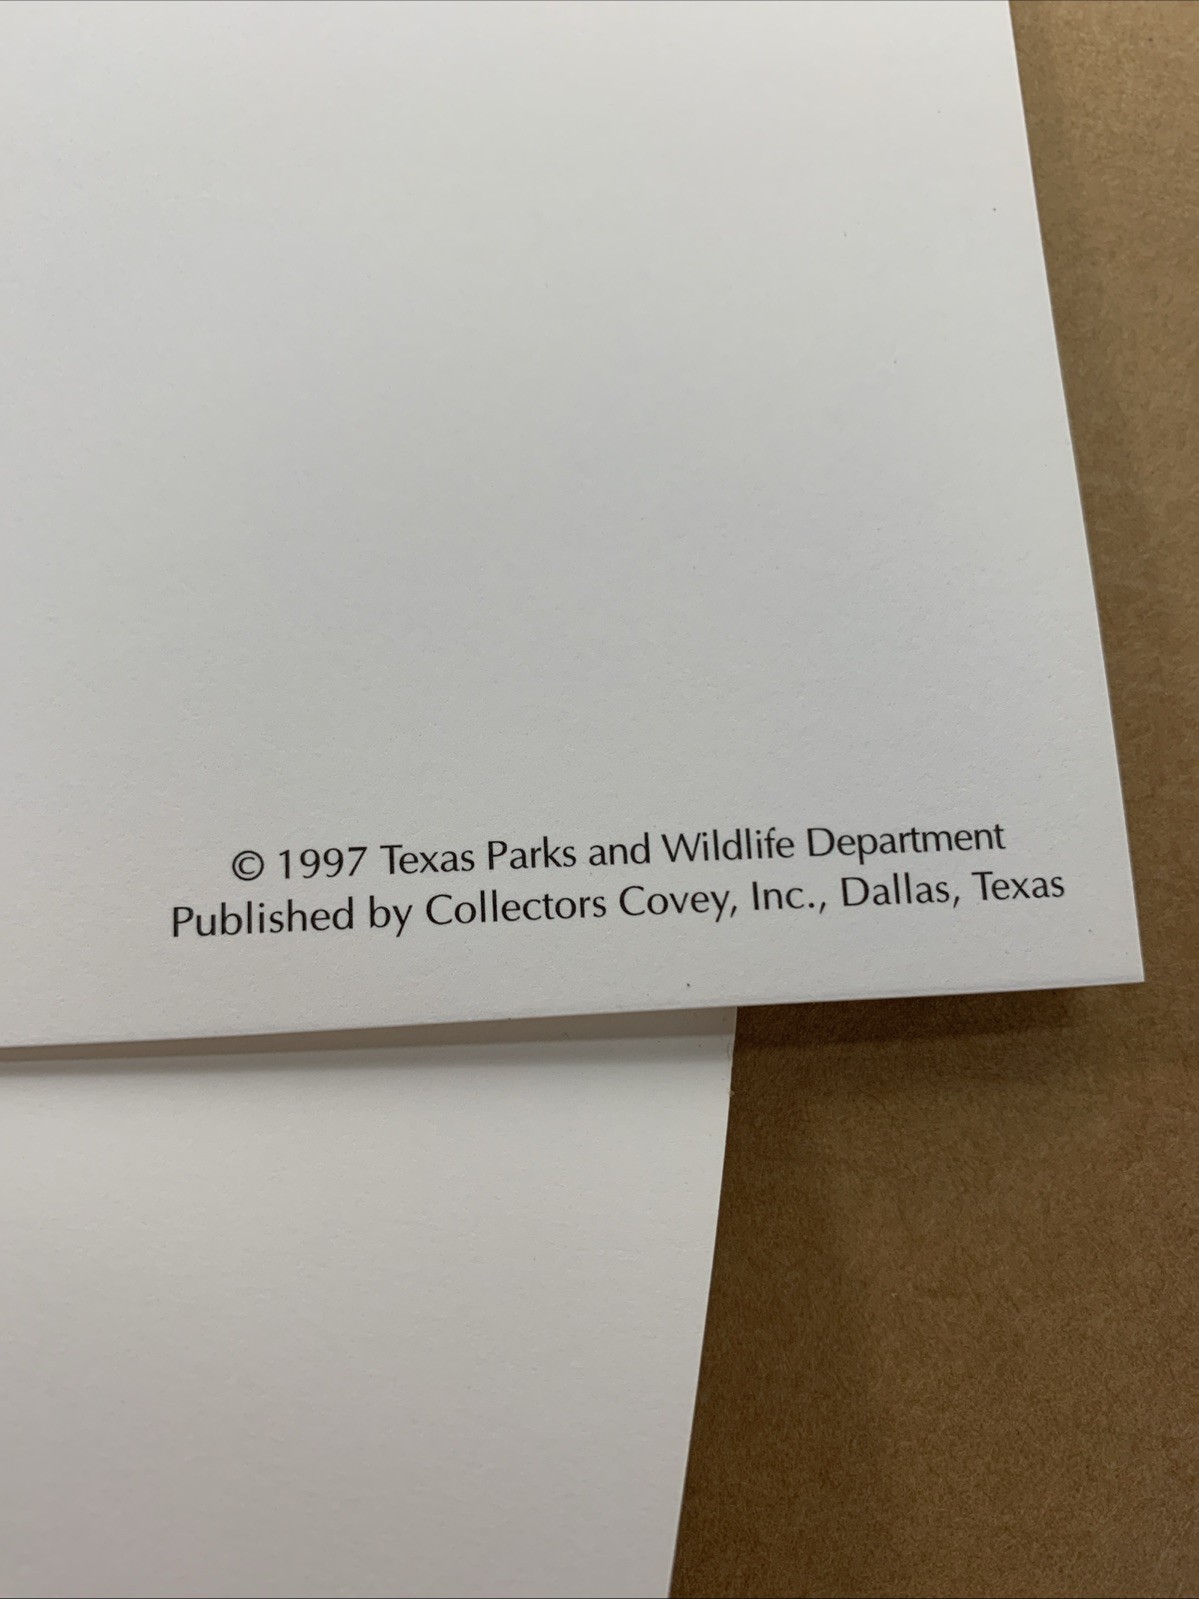 © 1997 Texas Parks and Wildlife Department
Published by Collectors Covey, Inc., Dallas, Texas